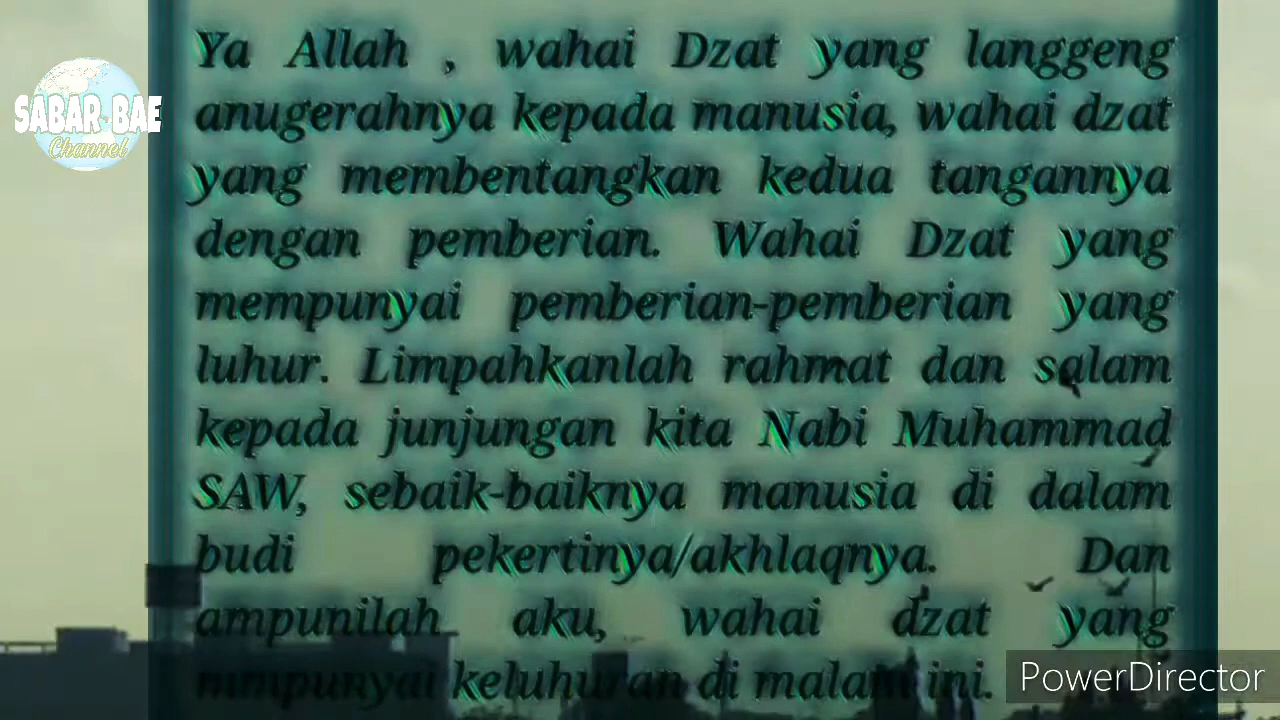 Ya Allah , wahai Dzat yang langgeng
anugerahnya kepada manusia, wahai dzat
yang membentangkan kedua tangannya
dengan pemberian. Wahai Dzat yang
mempunyai pemberian-pemberian yang
luhur. Limpahkanlah rahmat dan salam
kepada junjungan kita Nabi Muhammad
SAW, sebaik-baiknya manusia di dalam
budi pekertinya/akhlaqnya. Dan
ampunilah aku, wahai dzat yang
mmpunyai keluhuran di malam ini.
SABAR BAE
Channel
PowerDirector